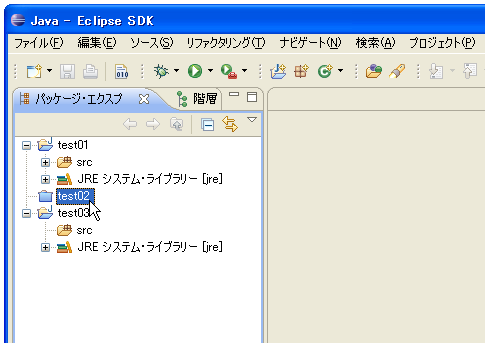 Java - Eclipse SDK
ファイル(F) 編集(E) ソース(S) リファクタリング(T) ナビゲート(N) 検索(A) プロジェクト(P)
010
パッケージ・エクスプ 階層
test01
src
JRE システム・ライブラリー [jre]
test02
test03
src
JRE システム・ライブラリー [jre]